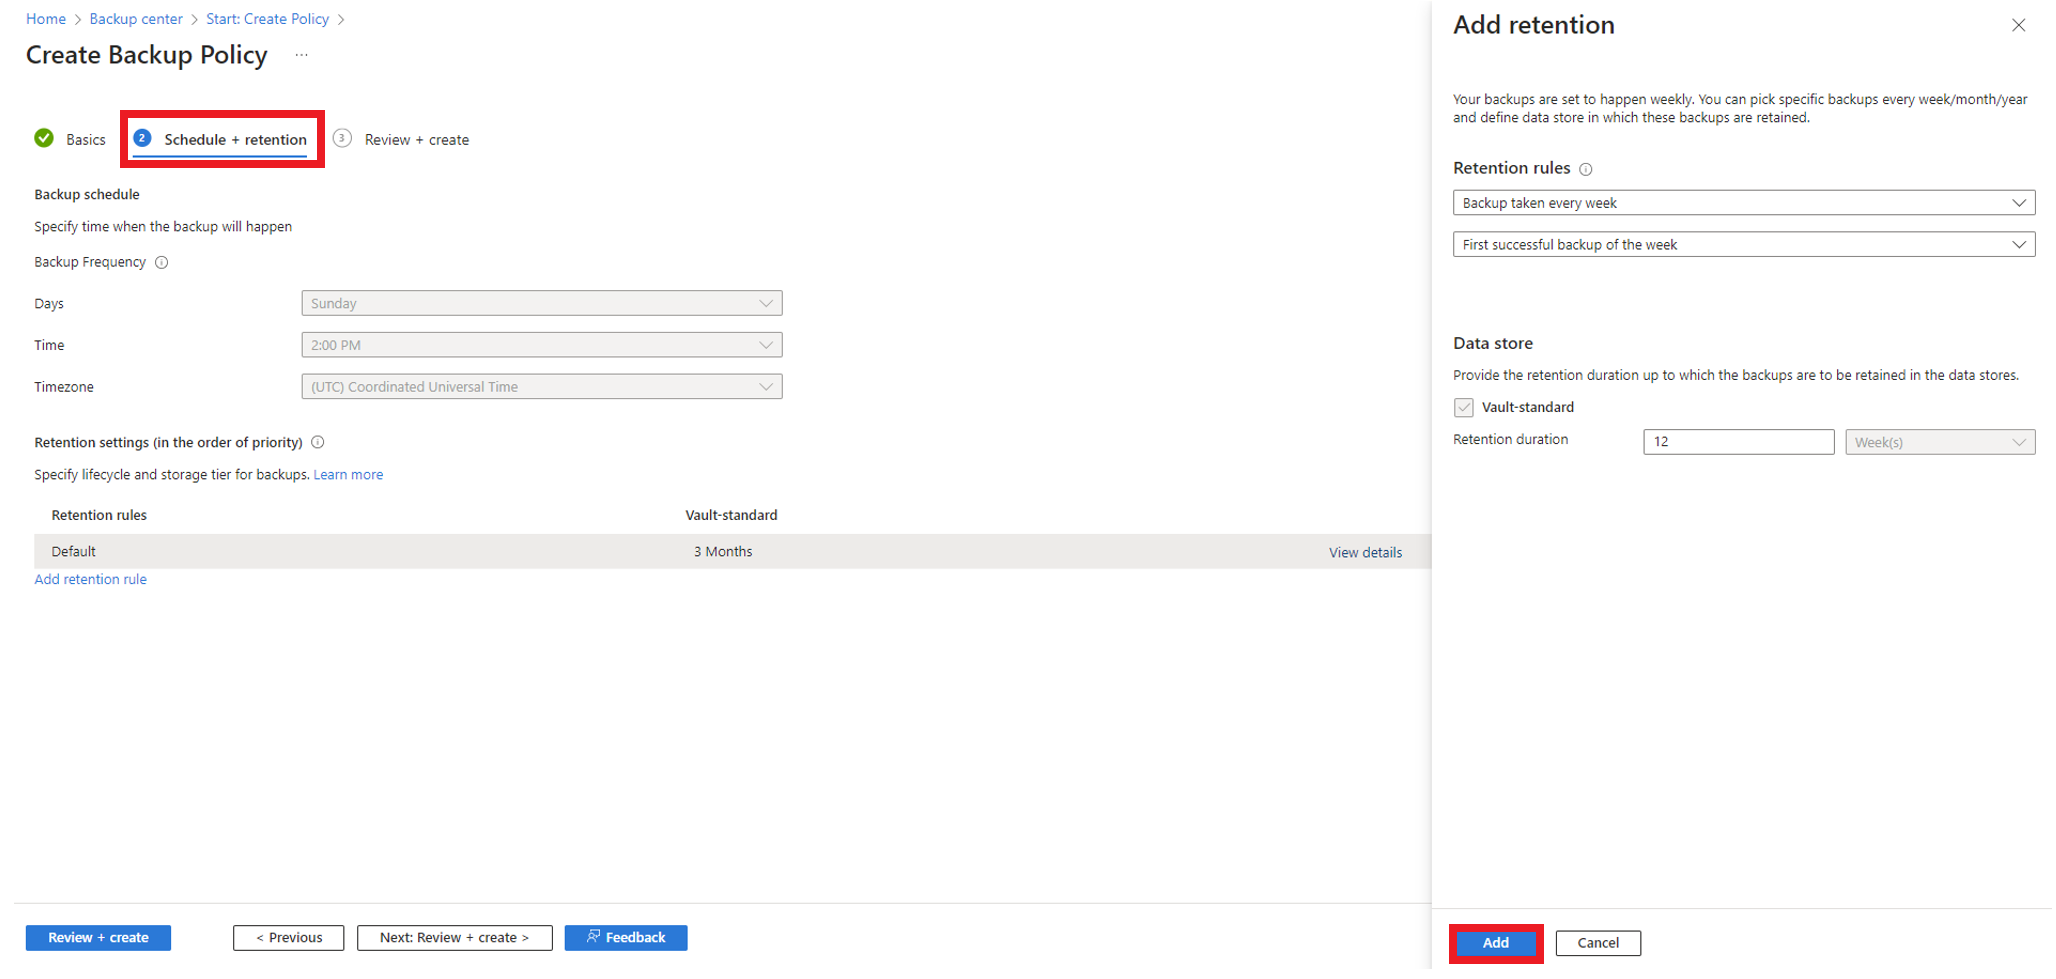 Home > Backup center > Start: Create Policy >
Create Backup Policy ...
Basics
2 Schedule + retention
3 Review + create
Backup schedule
Specify time when the backup will happen
Backup Frequency
Days Sunday
Time 2:00 PM
Timezone (UTC) Coordinated Universal Time
Retention settings (in the order of priority)
Specify lifecycle and storage tier for backups. Learn more
Retention rules Vault-standard
Default 3 Months View details
Add retention rule
Review + create
< Previous
Next: Review + create >
Feedback
Add retention
Your backups are set to happen weekly. You can pick specific backups every week/month/year
and define data store in which these backups are retained.
Retention rules
Backup taken every week
First successful backup of the week
Data store
Provide the retention duration up to which the backups are to be retained in the data stores.
Vault-standard
Retention duration 12 Week(s)
Add
Cancel